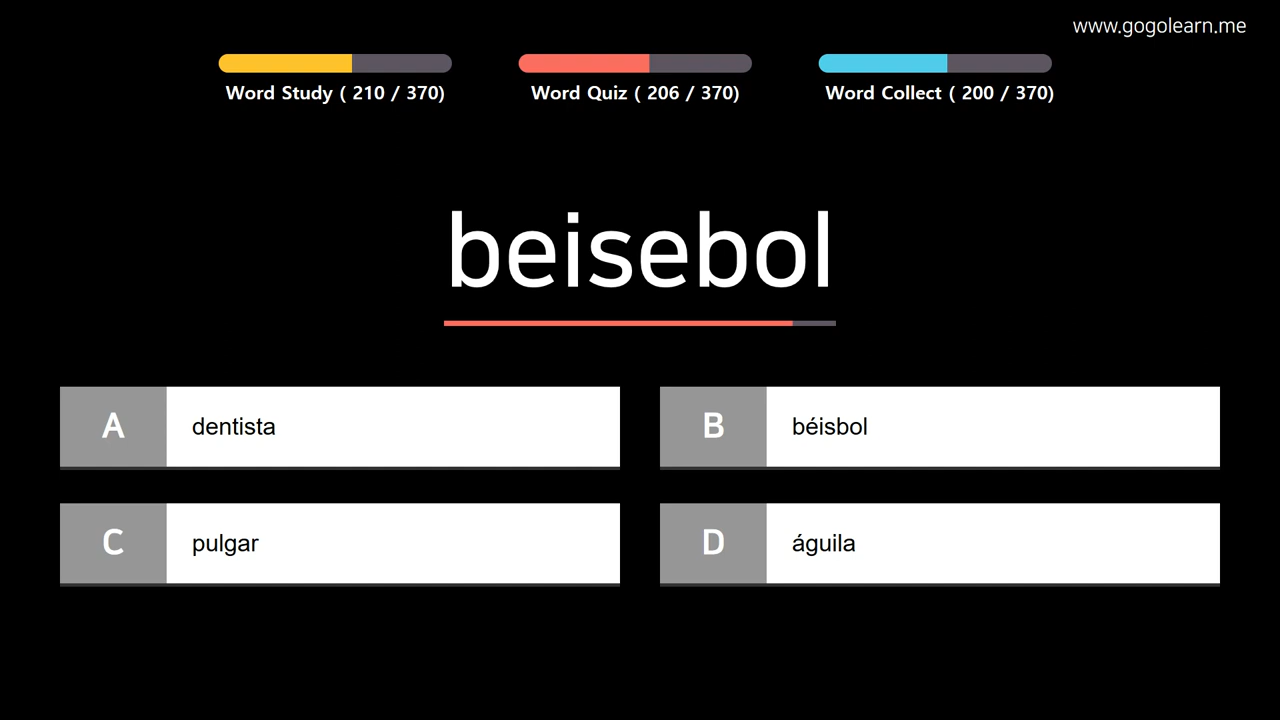 www.gogolearn.me
Word Study ( 210 / 370)
Word Quiz ( 206 / 370)
Word Collect ( 200 / 370)
beisebol
A dentista
B béisbol
C pulgar
D águila